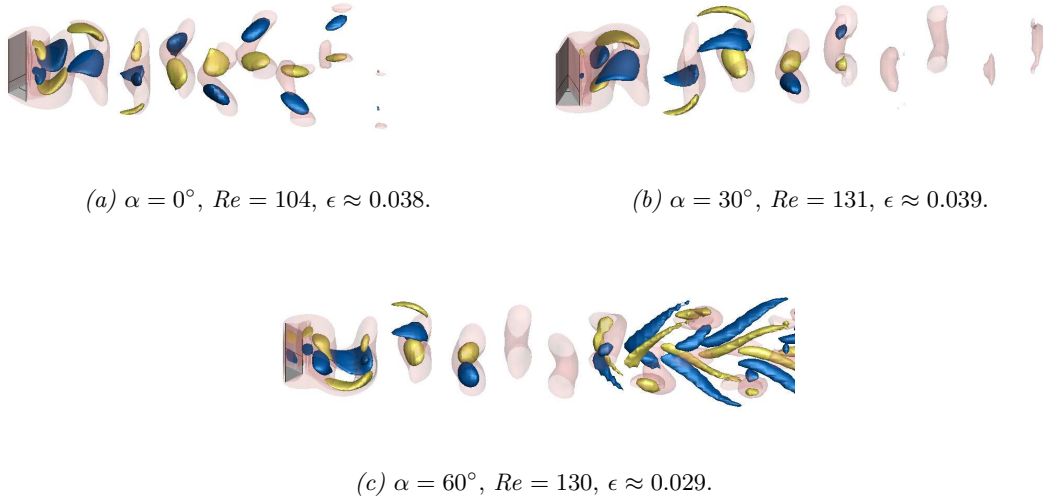 (a) α = 0°, Re = 104, ϵ ≈ 0.038.
(b) α = 30°, Re = 131, ϵ ≈ 0.039.
(c) α = 60°, Re = 130, ϵ ≈ 0.029.